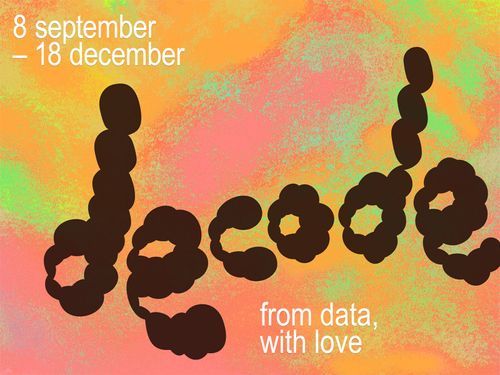 8 september
– 18 december
decode
from data,
with love